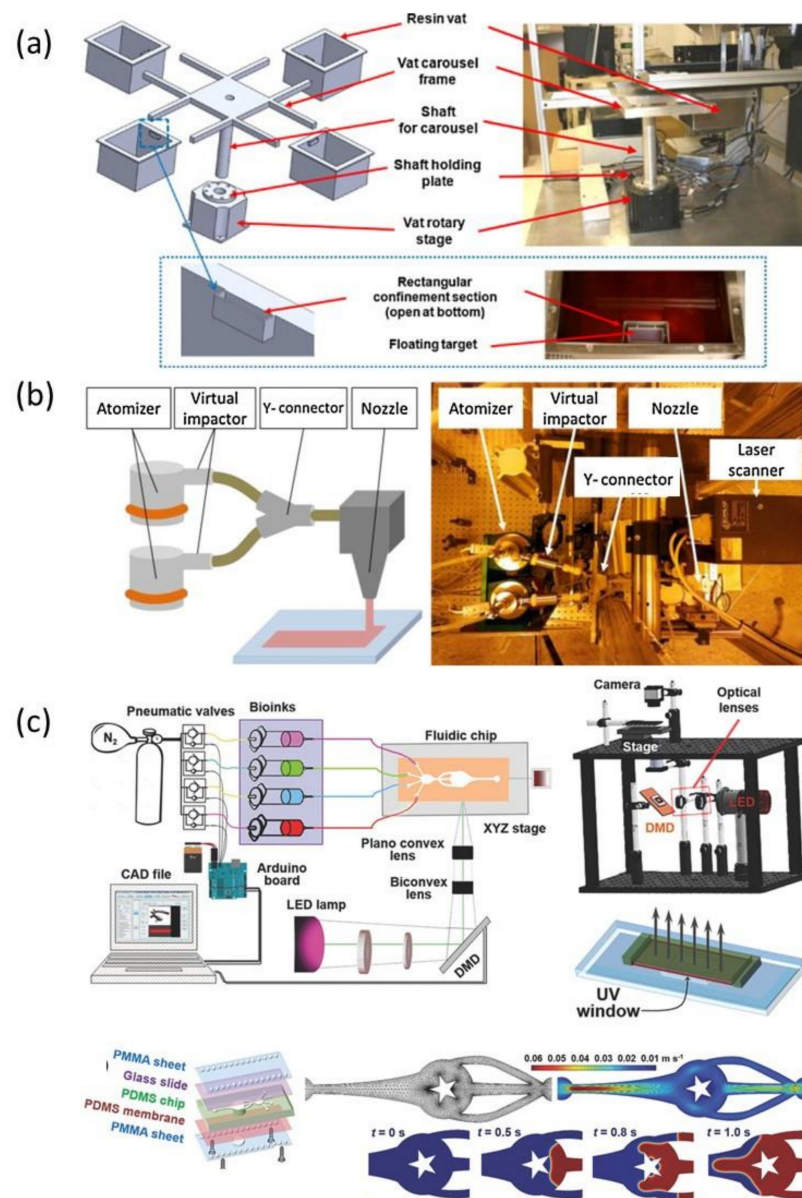 (a)
Resin vat
Vat carousel
frame
Shaft
for carousel
Shaft holding
plate
Vat rotary
stage
Rectangular
confinement section
(open at bottom)
Floating target
(b)
Atomizer
Virtual
impactor
Y- connector
Nozzle
Atomizer
Virtual
impactor
Nozzle
Y- connector
Laser
scanner
(c)
Pneumatic valves
Bioinks
N2
Fluidic chip
XYZ stage
Plano convex
lens
Biconvex
lens
Arduino
board
CAD file
LED lamp
DMD
Camera
Optical
lenses
Stage
LED
DMD
UV
window
PMMA sheet
Glass slide
PDMS chip
PDMS membrane
PMMA sheet
0.06 0.05 0.04 0.03 0.02 0.01 m s-1
t = 0 s
t = 0.5 s
t = 0.8 s
t = 1.0 s